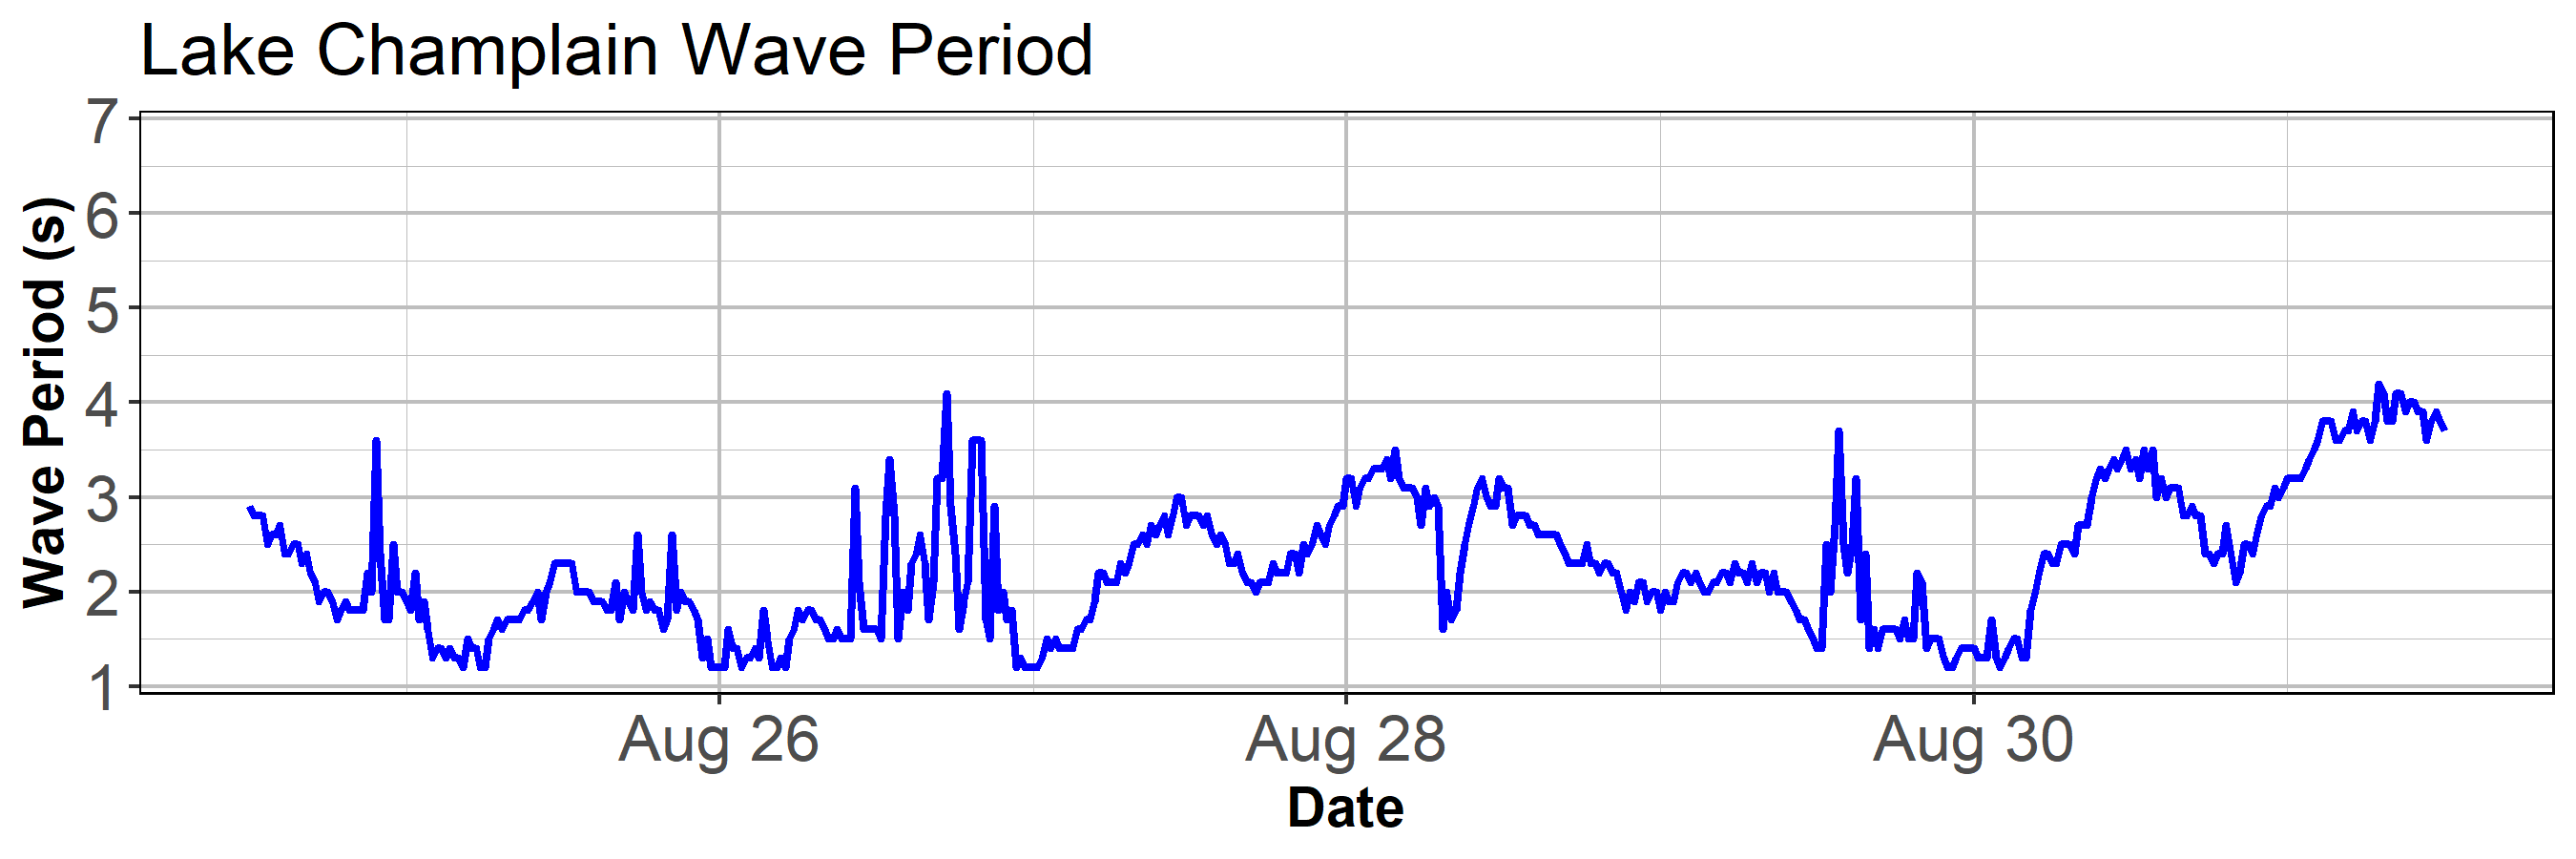 Lake Champlain Wave Period
Wave Period (s)
7
6
5
4
3
2
1
Aug 26
Aug 28
Aug 30
Date